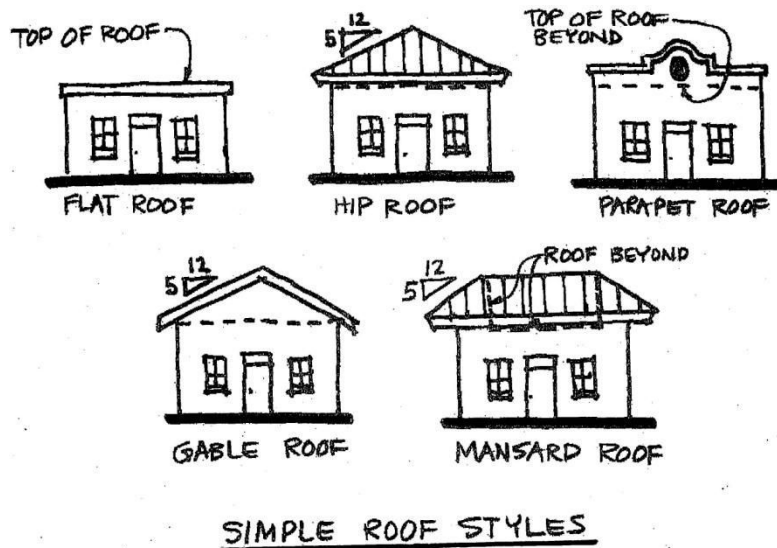 TOP OF ROOF
12
5
TOP OF ROOF
BEYOND
FLAT ROOF
HIP ROOF
PARAPET ROOF
12
5
12
5
ROOF BEYOND
GABLE ROOF
MANSARD ROOF
SIMPLE ROOF STYLES